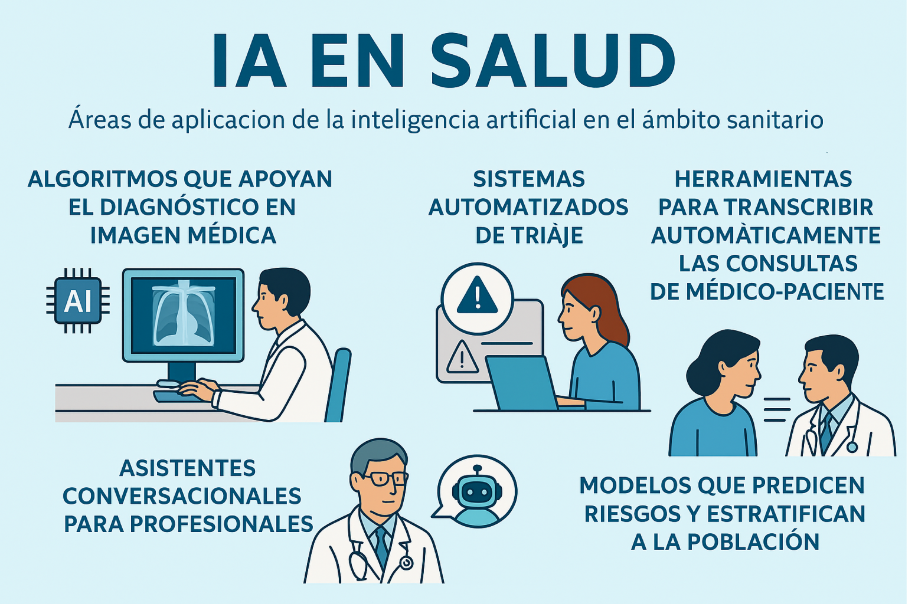 IA EN SALUD
Áreas de aplicacion de la inteligencia artificial en el ámbito sanitario
ALGORITMOS QUE APOYAN
EL DIAGNÓSTICO EN
IMAGEN MÉDICA
AI
SISTEMAS
AUTOMATIZADOS
DE TRIÀJE
HERRAMIENTAS
PARA TRANSCRIBIR
AUTOMÀTICAMENTE
LAS CONSULTAS
DE MÉDICO-PACIENTE
ASISTENTES
CONVERSACIONALES
PARA PROFESIONALES
MODELOS QUE PREDICEN
RIESGOS Y ESTRATIFICAN
A LA POBLACIÓN